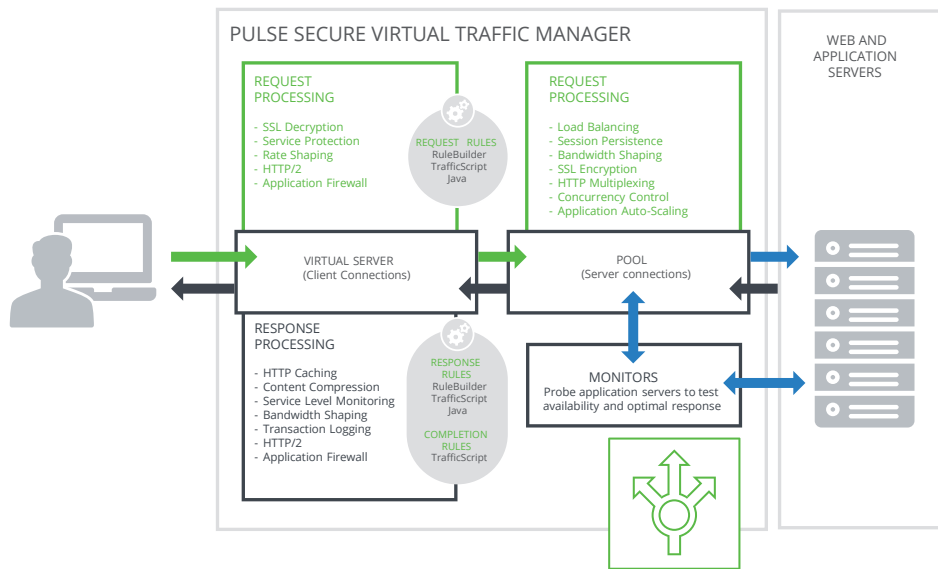 PULSE SECURE VIRTUAL TRAFFIC MANAGER
WEB AND
APPLICATION
SERVERS
REQUEST
PROCESSING
- SSL Decryption
- Service Protection
- Rate Shaping
- HTTP/2
- Application Firewall
REQUEST RULES
RuleBuilder
TrafficScript
Java
REQUEST
PROCESSING
- Load Balancing
- Session Persistence
- Bandwidth Shaping
- SSL Encryption
- HTTP Multiplexing
- Concurrency Control
- Application Auto-Scaling
VIRTUAL SERVER
(Client Connections)
POOL
(Server connections)
RESPONSE
PROCESSING
- HTTP Caching
- Content Compression
- Service Level Monitoring
- Bandwidth Shaping
- Transaction Logging
- HTTP/2
- Application Firewall
RESPONSE
RULES
RuleBuilder
TrafficScript
Java
COMPLETION
RULES
TrafficScript
MONITORS
Probe application servers to test
availability and optimal response